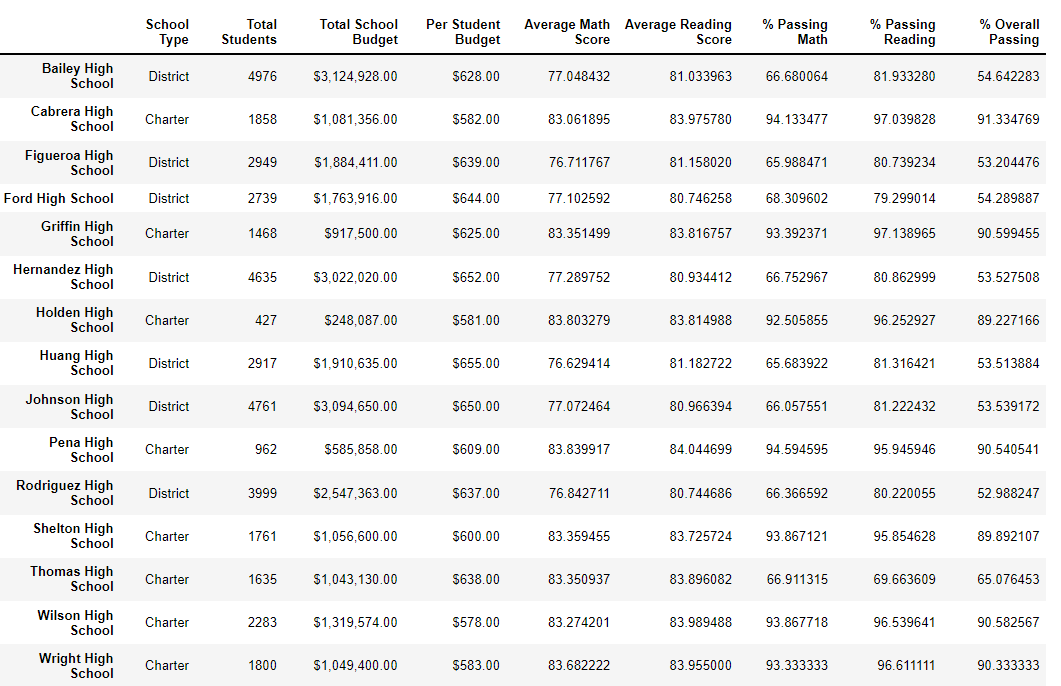 School Type Total Students Total School Budget Per Student Budget Average Math Score Average Reading Score % Passing Math % Passing Reading % Overall Passing
Bailey High School District 4976 $3,124,928.00 $628.00 77.048432 81.033963 66.680064 81.933280 54.642283
Cabrera High School Charter 1858 $1,081,356.00 $582.00 83.061895 83.975780 94.133477 97.039828 91.334769
Figueroa High School District 2949 $1,884,411.00 $639.00 76.711767 81.158020 65.988471 80.739234 53.204476
Ford High School District 2739 $1,763,916.00 $644.00 77.102592 80.746258 68.309602 79.299014 54.289887
Griffin High School Charter 1468 $917,500.00 $625.00 83.351499 83.816757 93.392371 97.138965 90.599455
Hernandez High School District 4635 $3,022,020.00 $652.00 77.289752 80.934412 66.752967 80.862999 53.527508
Holden High School Charter 427 $248,087.00 $581.00 83.803279 83.814988 92.505855 96.252927 89.227166
Huang High School District 2917 $1,910,635.00 $655.00 76.629414 81.182722 65.683922 81.316421 53.513884
Johnson High School District 4761 $3,094,650.00 $650.00 77.072464 80.966394 66.057551 81.222432 53.539172
Pena High School Charter 962 $585,858.00 $609.00 83.839917 84.044699 94.594595 95.945946 90.540541
Rodriguez High School District 3999 $2,547,363.00 $637.00 76.842711 80.744686 66.366592 80.220055 52.988247
Shelton High School Charter 1761 $1,056,600.00 $600.00 83.359455 83.725724 93.867121 95.854628 89.892107
Thomas High School Charter 1635 $1,043,130.00 $638.00 83.350937 83.896082 66.911315 69.663609 65.076453
Wilson High School Charter 2283 $1,319,574.00 $578.00 83.274201 83.989488 93.867718 96.539641 90.582567
Wright High School Charter 1800 $1,049,400.00 $583.00 83.682222 83.955000 93.333333 96.611111 90.333333